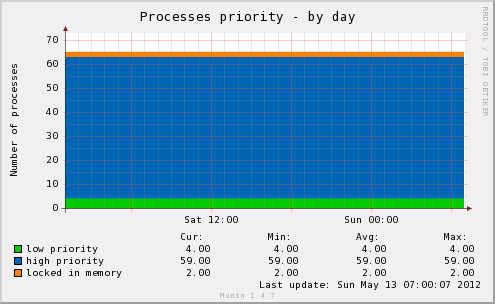 Processes priority - by day
RRDTOOL / TOBI OETIKER
Number of processes
70
60
50
40
30
20
10
0
Sat 12:00 Sun 00:00
Cur: Min: Avg: Max:
low priority 4.00 4.00 4.00 4.00
high priority 59.00 59.00 59.00 59.00
locked in memory 2.00 2.00 2.00 2.00
Last update: Sun May 13 07:00:07 2012
Munin 1.4.7